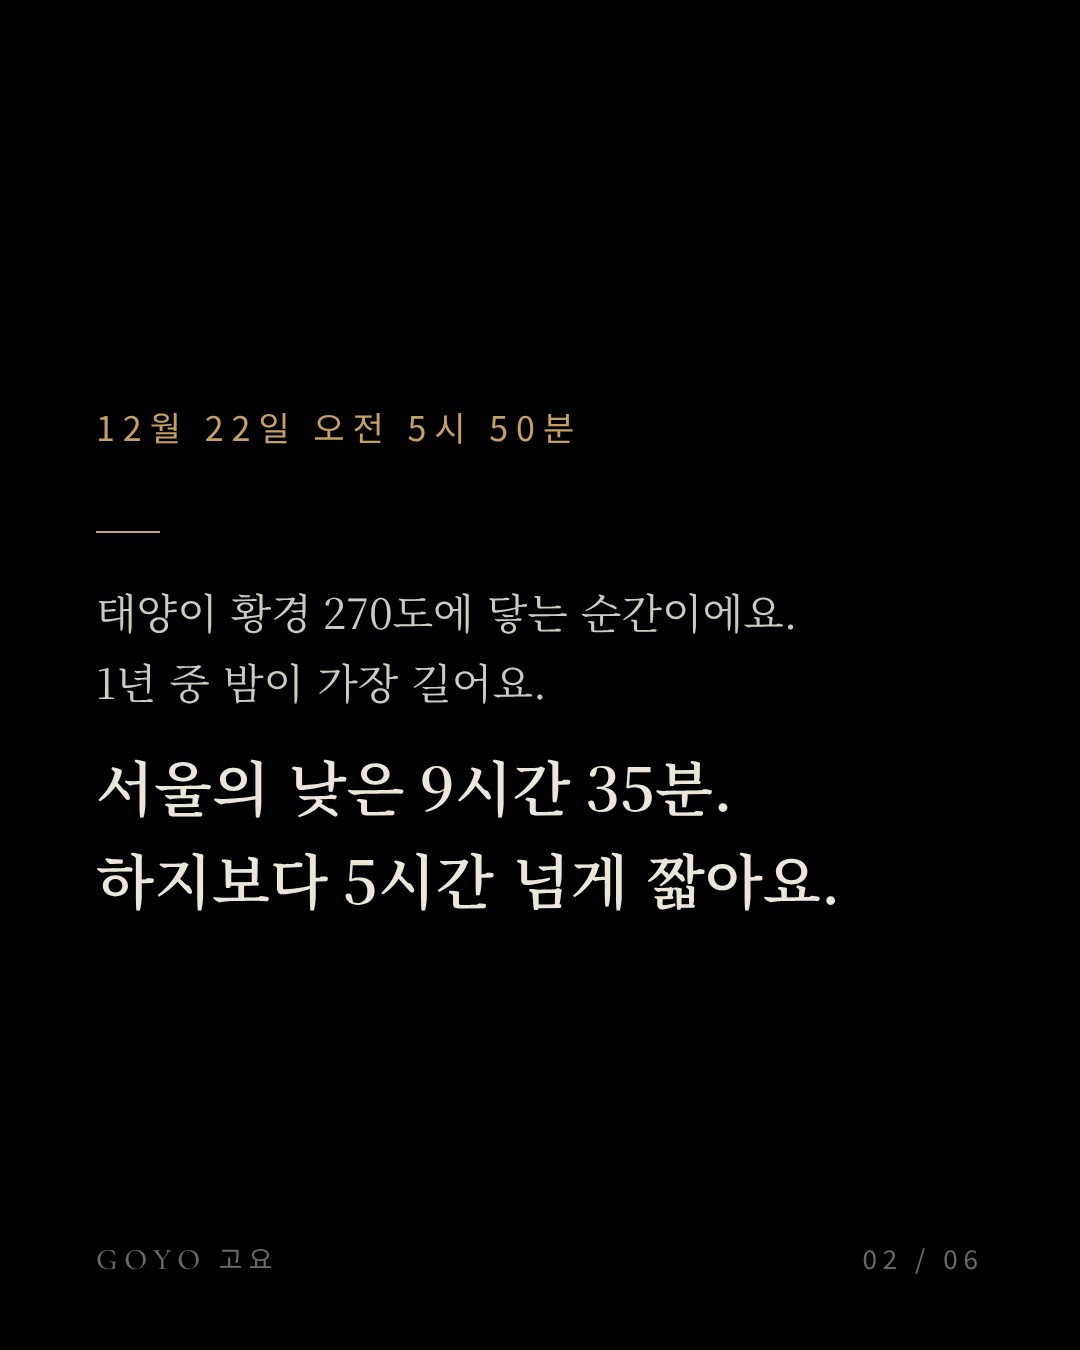 12월 22일 오전 5시 50분
태양이 황경 270도에 닿는 순간이에요.
1년 중 밤이 가장 길어요.
서울의 낮은 9시간 35분.
하지보다 5시간 넘게 짧아요.
GOYO 고요
02 / 06